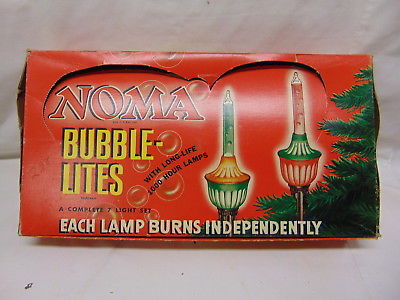 NOMA
BUBBLE-
LITES
WITH LONG-LIFE
1000 HOUR LAMPS
A COMPLETE 7 LIGHT SET
EACH LAMP BURNS INDEPENDENTLY